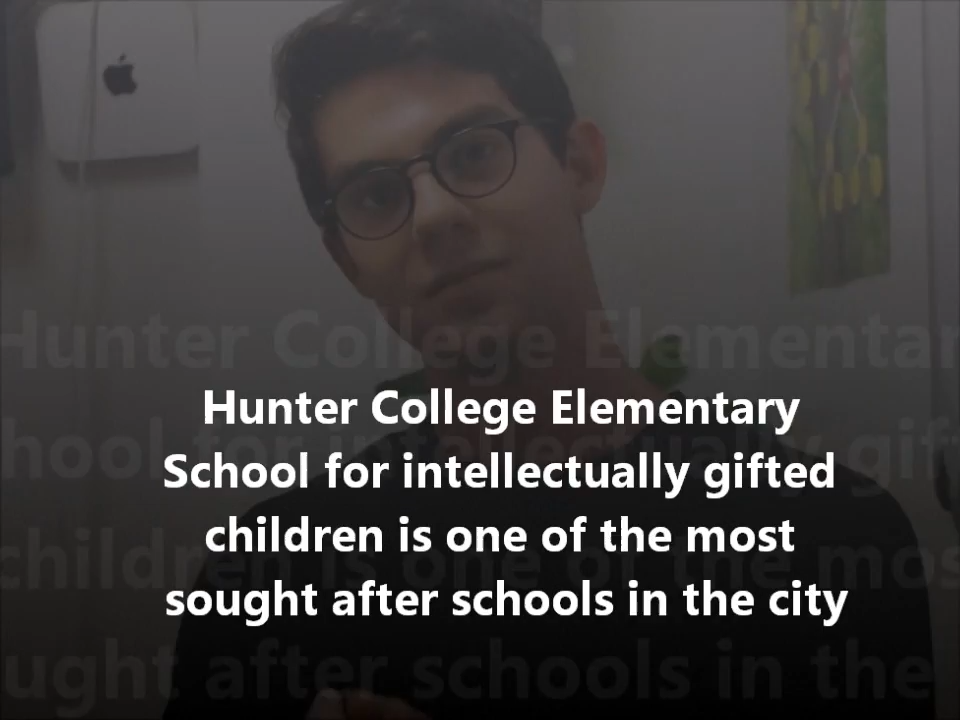 Hunter College Elementary
School for intellectually gifted
children is one of the most
sought after schools in the city